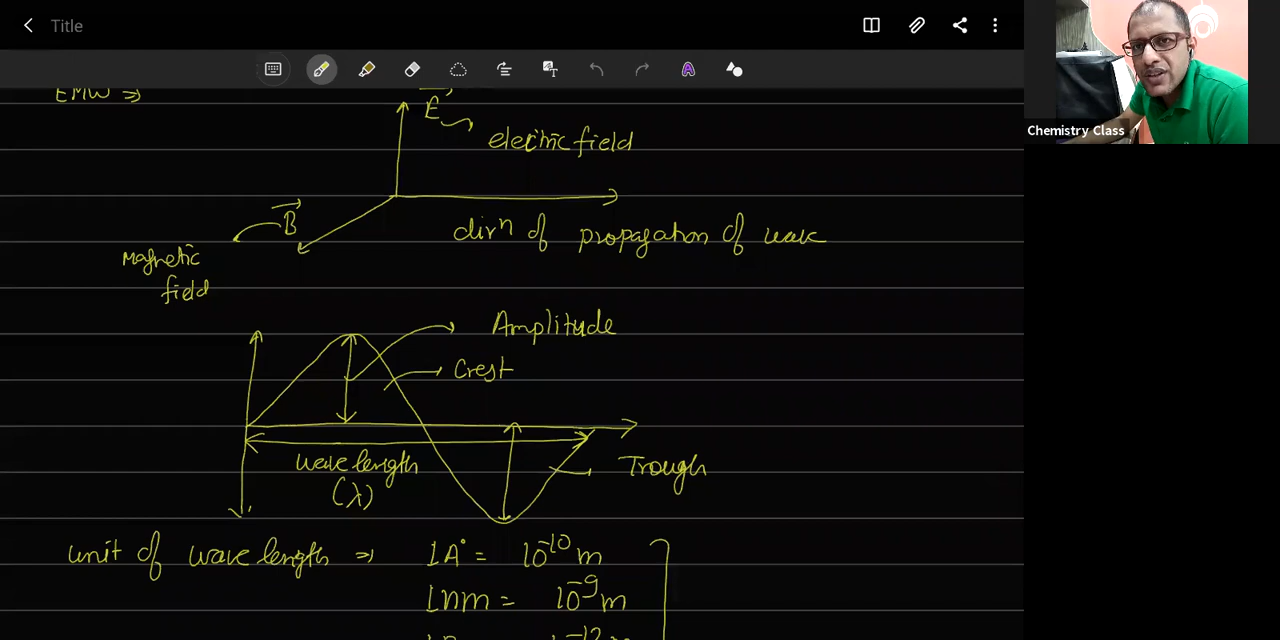 Title
EMW ⇒
E
electric field
B
dirn of propagation of wave
Magnetic
field
Amplitude
Crest
wave length
(λ)
Trough
unit of wave length ⇒ 1A° = 10^-10 m
1nm = 10^-9 m
Chemistry Class